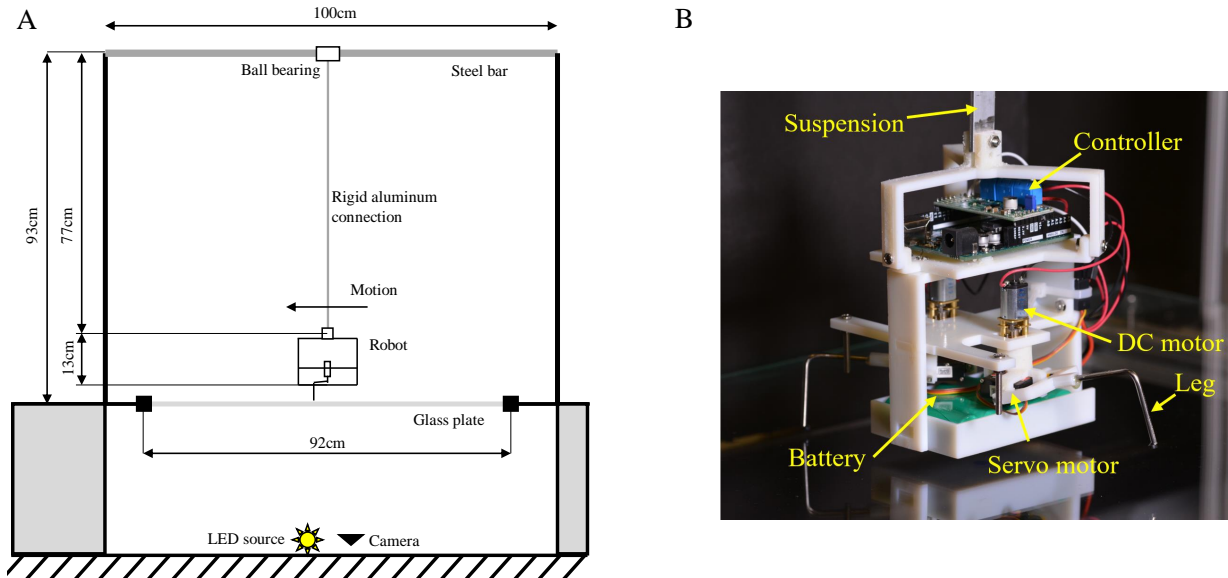 A
100cm
Ball bearing
Steel bar
93cm
77cm
Rigid aluminum
connection
Motion
13cm
Robot
Glass plate
92cm
LED source
Camera
B
Suspension
Controller
DC motor
Leg
Battery
Servo motor